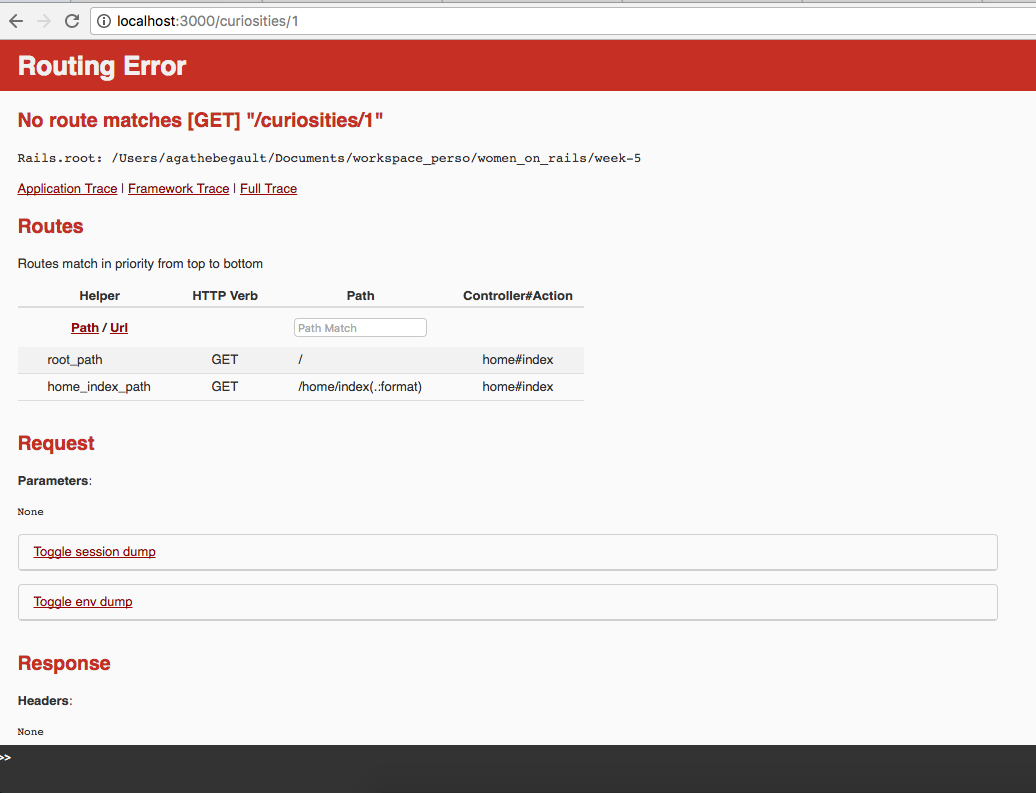 localhost:3000/curiosities/1
Routing Error
No route matches [GET] "/curiosities/1"
Rails.root: /Users/agathebegault/Documents/workspace_perso/women_on_rails/week-5
Application Trace | Framework Trace | Full Trace
Routes
Routes match in priority from top to bottom
Helper HTTP Verb Path Controller#Action
Path / Url Path Match
root_path GET / home#index
home_index_path GET /home/index(.:format) home#index
Request
Parameters:
None
Toggle session dump
Toggle env dump
Response
Headers:
None
>>